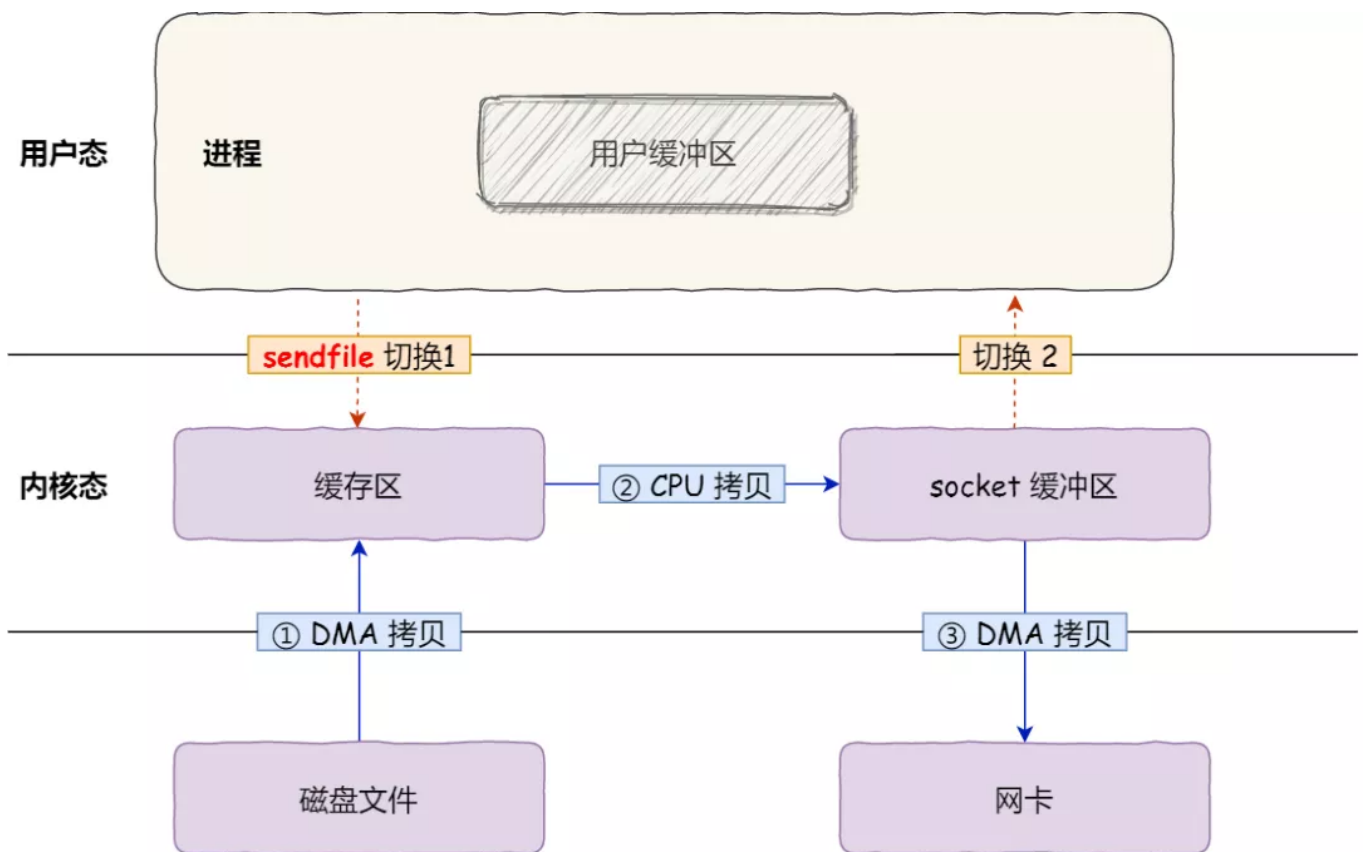 用户缓冲区
用户态
进程
sendfile 切换1
切换 2
内核态
缓存区
② CPU 拷贝
socket 缓冲区
① DMA 拷贝
③ DMA 拷贝
磁盘文件
网卡